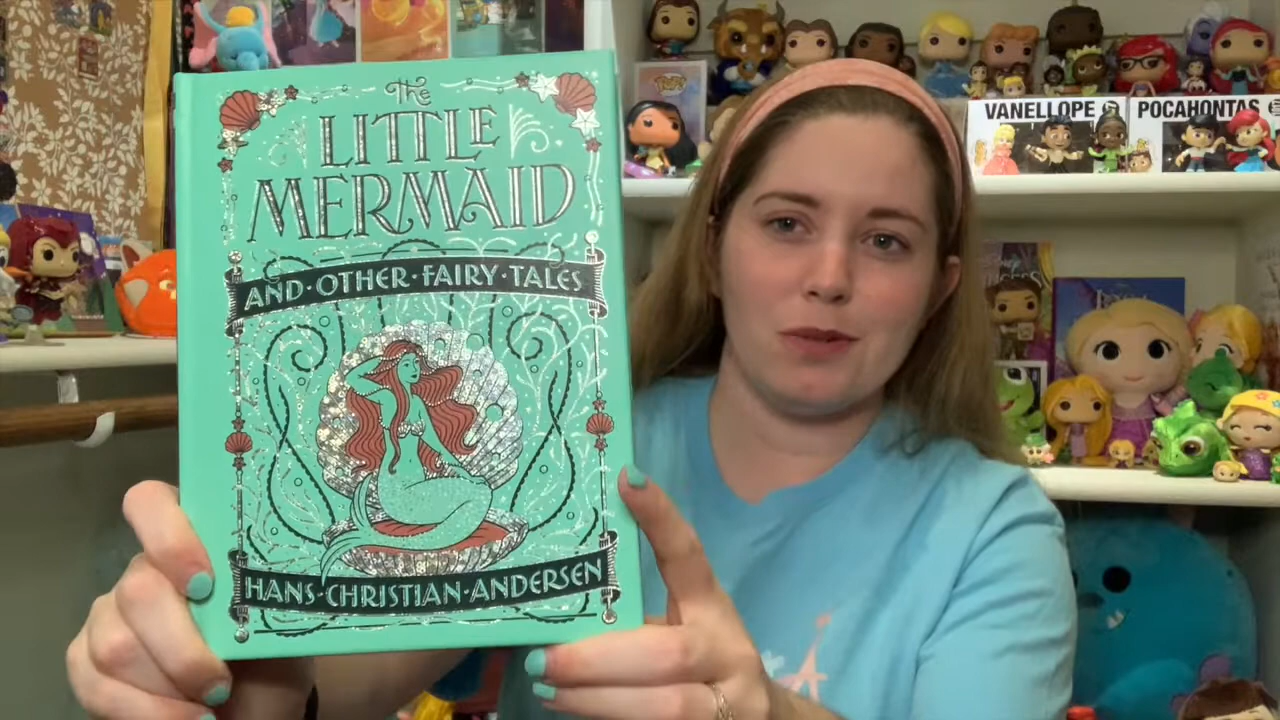 The
LITTLE
MERMAID
AND·OTHER·FAIRY·TALES
HANS·CHRISTIAN·ANDERSEN
VANELLOPE
POCAHONTAS